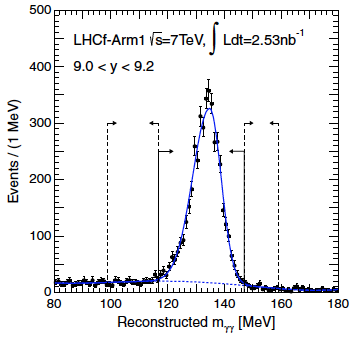 500
400
300
200
100
0
Events / (1 MeV)
LHCf-Arm1 √s=7TeV, ∫ Ldt=2.53nb⁻¹
9.0 < y < 9.2
80 100 120 140 160 180
Reconstructed mγγ [MeV]